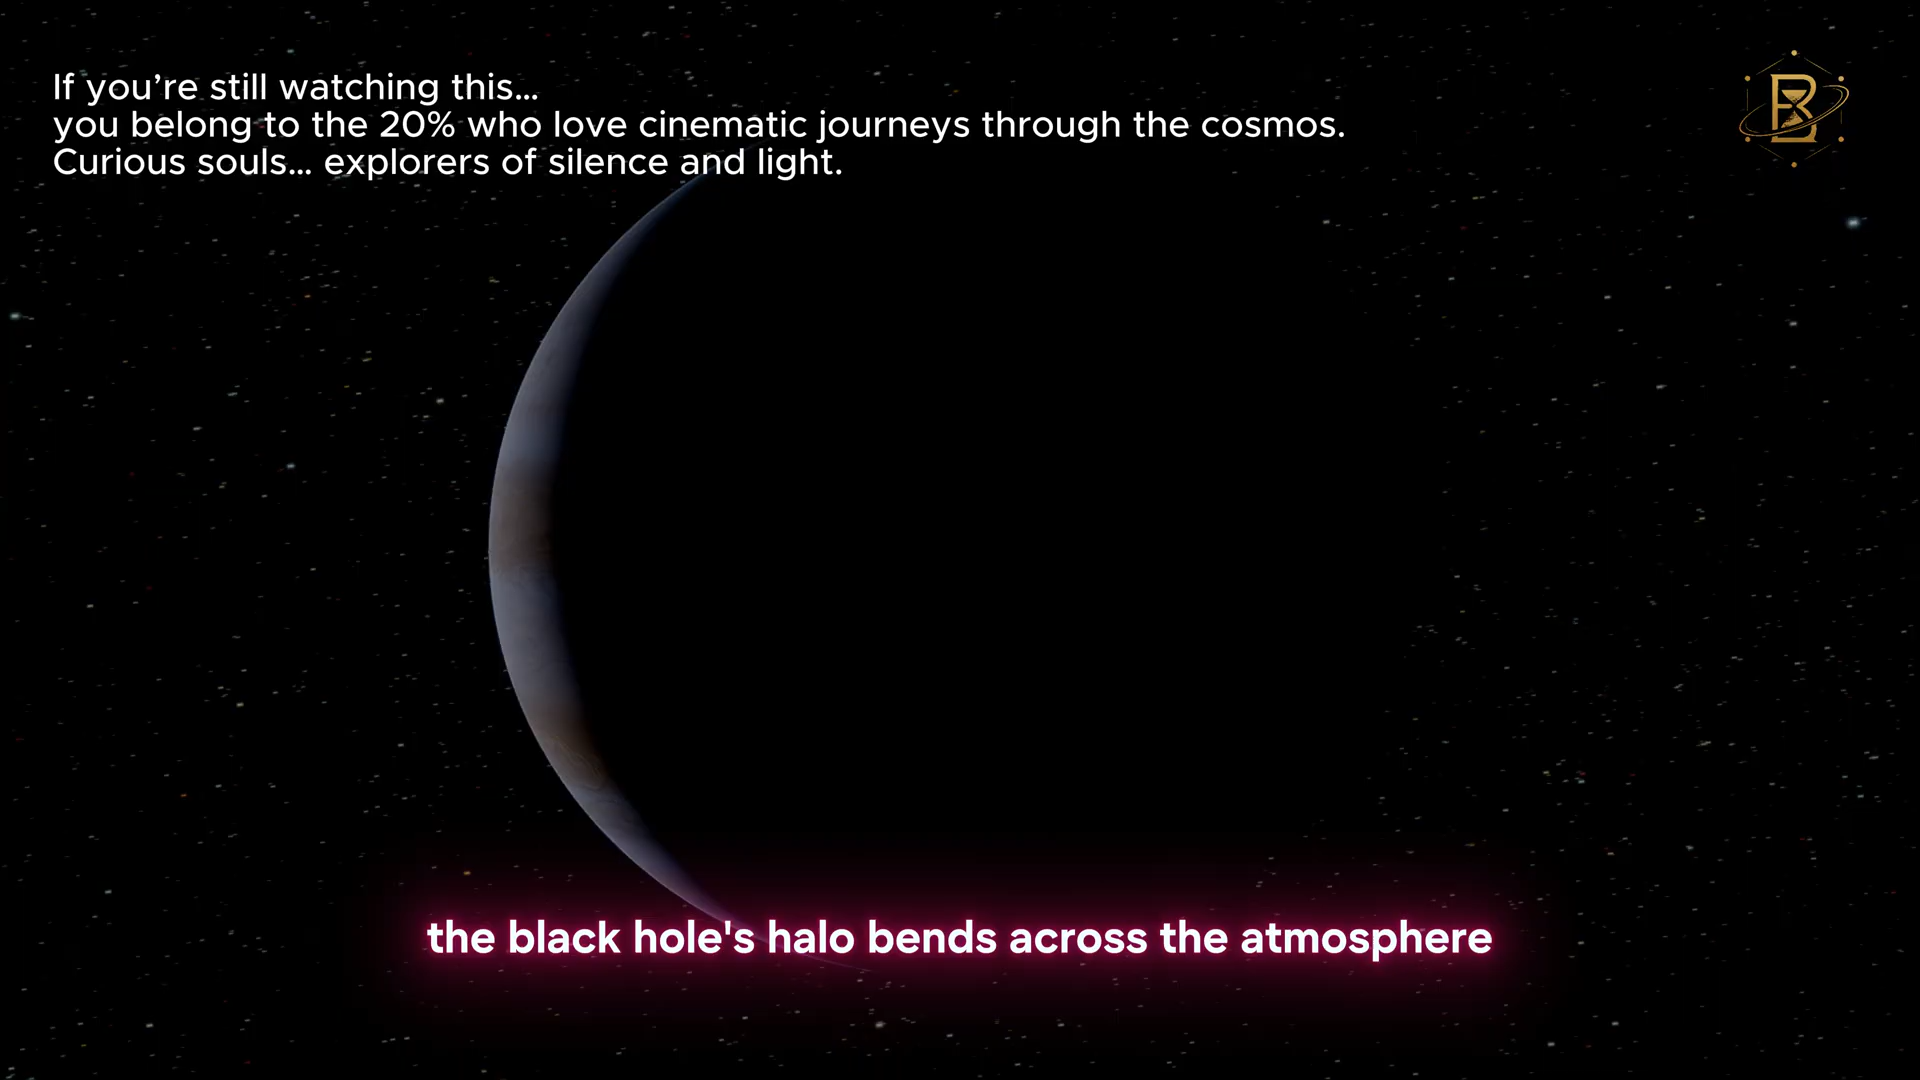 If you’re still watching this...
you belong to the 20% who love cinematic journeys through the cosmos.
Curious souls... explorers of silence and light.
the black hole's halo bends across the atmosphere